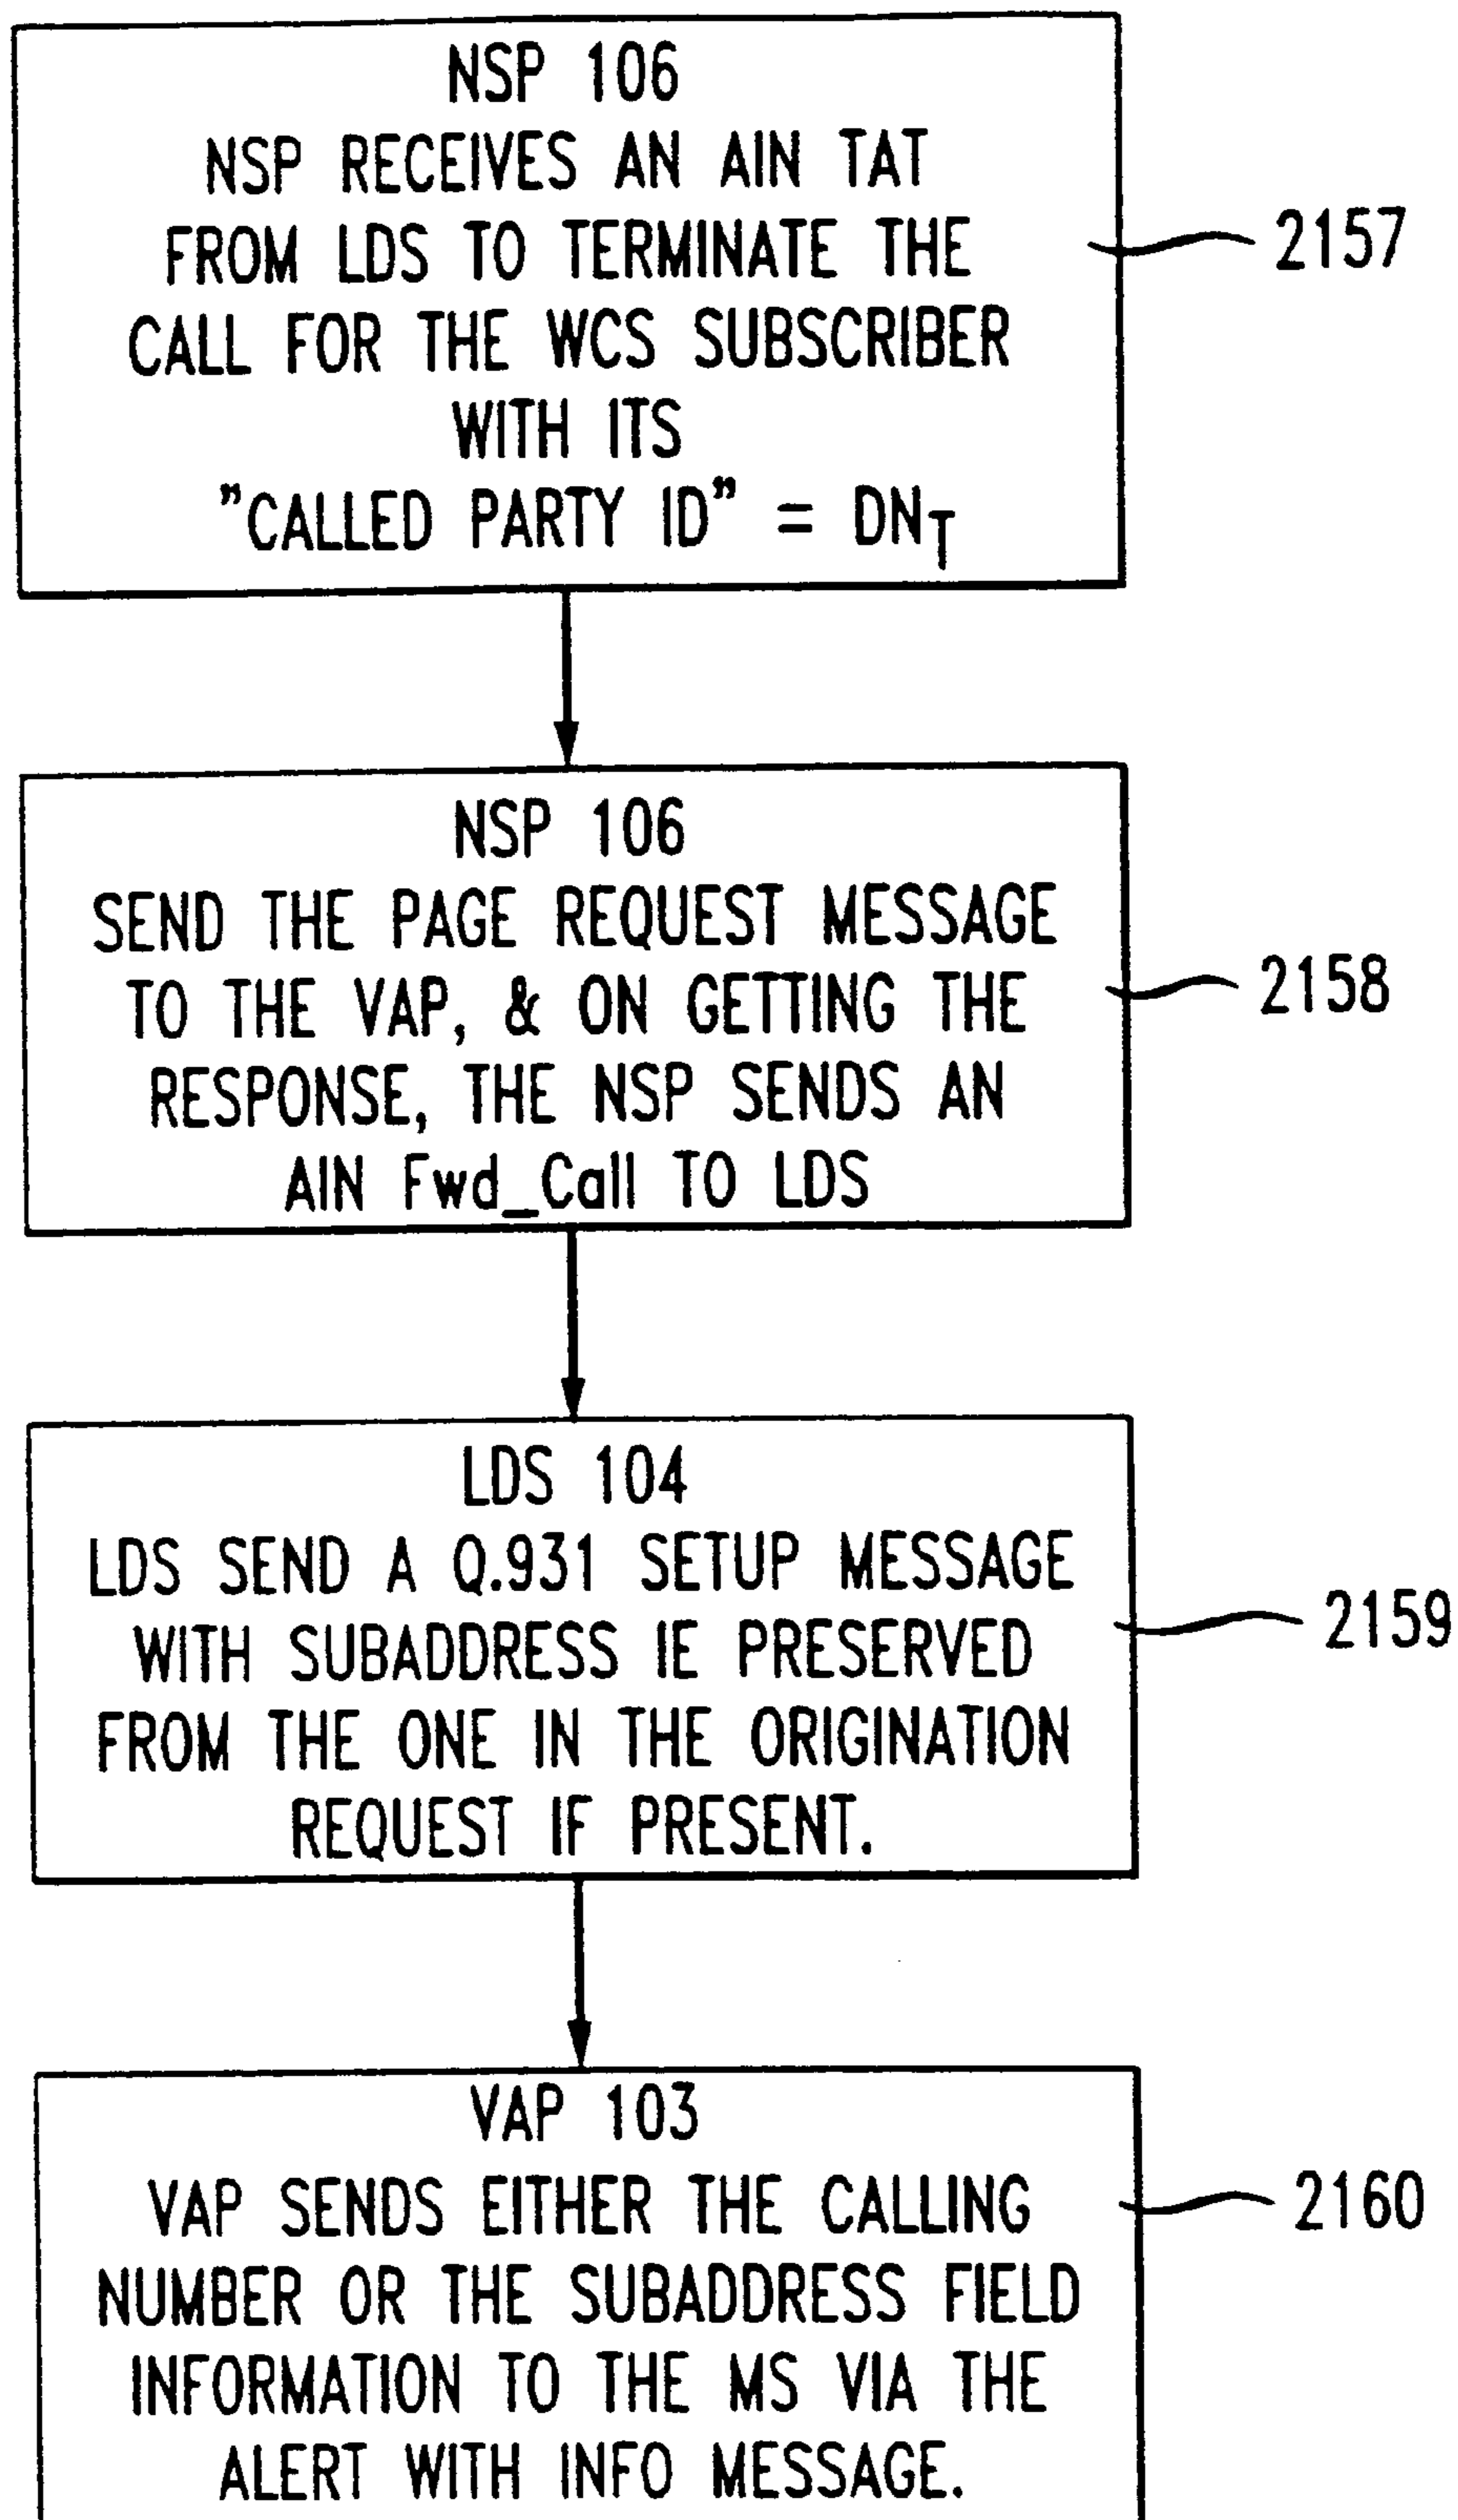 NSP 106
NSP RECEIVES AN AIN TAT
FROM LDS TO TERMINATE THE
CALL FOR THE WCS SUBSCRIBER
WITH ITS
"CALLED PARTY ID" = DNT
2157
NSP 106
SEND THE PAGE REQUEST MESSAGE
TO THE VAP, & ON GETTING THE
RESPONSE, THE NSP SENDS AN
AIN Fwd_Call TO LDS
2158
LDS 104
LDS SEND A Q.931 SETUP MESSAGE
WITH SUBADDRESS IE PRESERVED
FROM THE ONE IN THE ORIGINATION
REQUEST IF PRESENT.
2159
VAP 103
VAP SENDS EITHER THE CALLING
NUMBER OR THE SUBADDRESS FIELD
INFORMATION TO THE MS VIA THE
ALERT WITH INFO MESSAGE.
2160